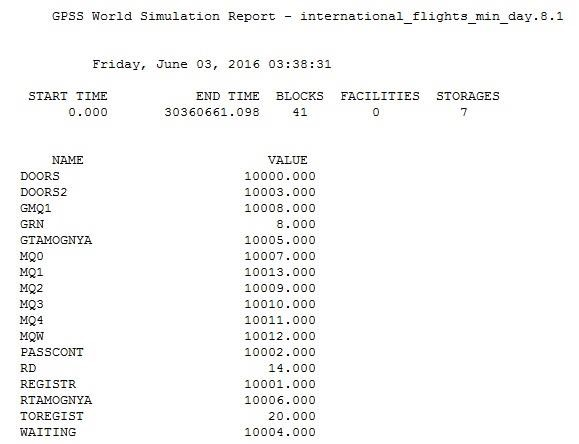 GPSS World Simulation Report - international_flights_min_day.8.1
Friday, June 03, 2016 03:38:31
START TIME END TIME BLOCKS FACILITIES STORAGES
0.000 30360661.098 41 0 7
NAME VALUE
DOORS 10000.000
DOORS2 10003.000
GMQ1 10008.000
GRN 8.000
GTAMOGNYA 10005.000
MQ0 10007.000
MQ1 10013.000
MQ2 10009.000
MQ3 10010.000
MQ4 10011.000
MQW 10012.000
PASSCONT 10002.000
RD 14.000
REGISTR 10001.000
RTAMOGNYA 10006.000
TOREGIST 20.000
WAITING 10004.000